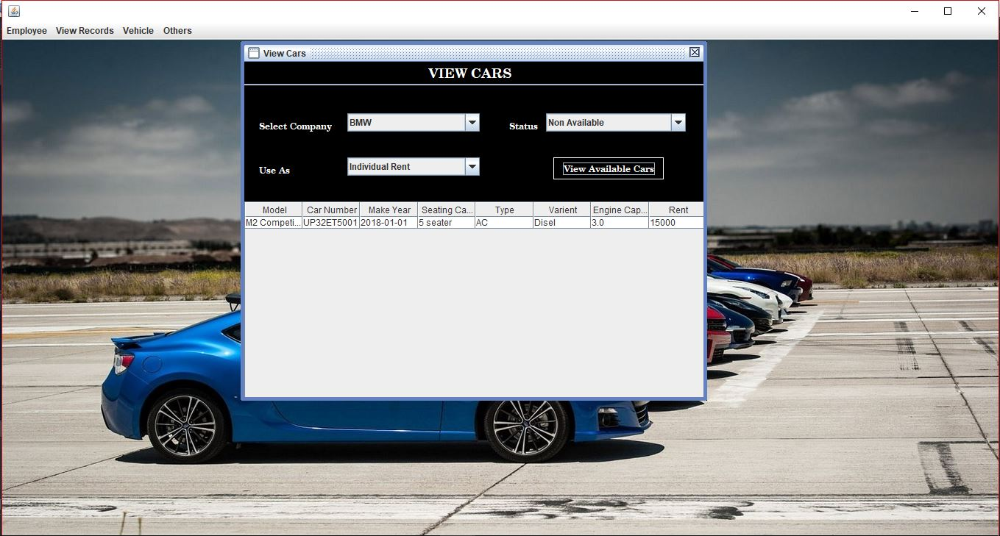 Employee View Records Vehicle Others
View Cars
VIEW CARS
Select Company BMW Status Non Available
Use As Individual Rent View Available Cars
Model Car Number Make Year Seating Ca... Type Varient Engine Cap... Rent
M2 Competi... UP32ET5001 2018-01-01 5 seater AC Disel 3.0 15000